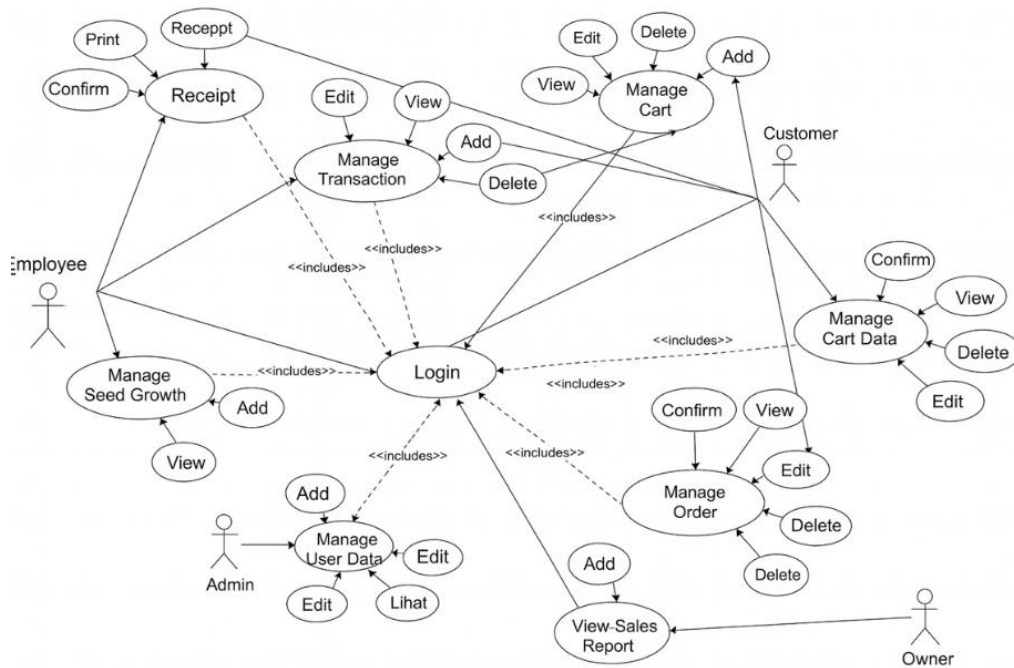 Print
Receppt
Confirm
Receipt
Edit
Delete
Add
View
Manage
Cart
Edit
View
Add
Manage
Transaction
Delete
Customer
<<includes>>
<<includes>>
<<includes>>
Employee
Confirm
View
Manage
Cart Data
Delete
Edit
Manage
Seed Growth
<<includes>>
Add
View
Login
<<includes>>
<<includes>>
Confirm
View
Edit
Manage
Order
Delete
Delete
<<includes>>
Add
Manage
User Data
Edit
Edit
Lihat
Admin
Add
View-Sales
Report
Owner